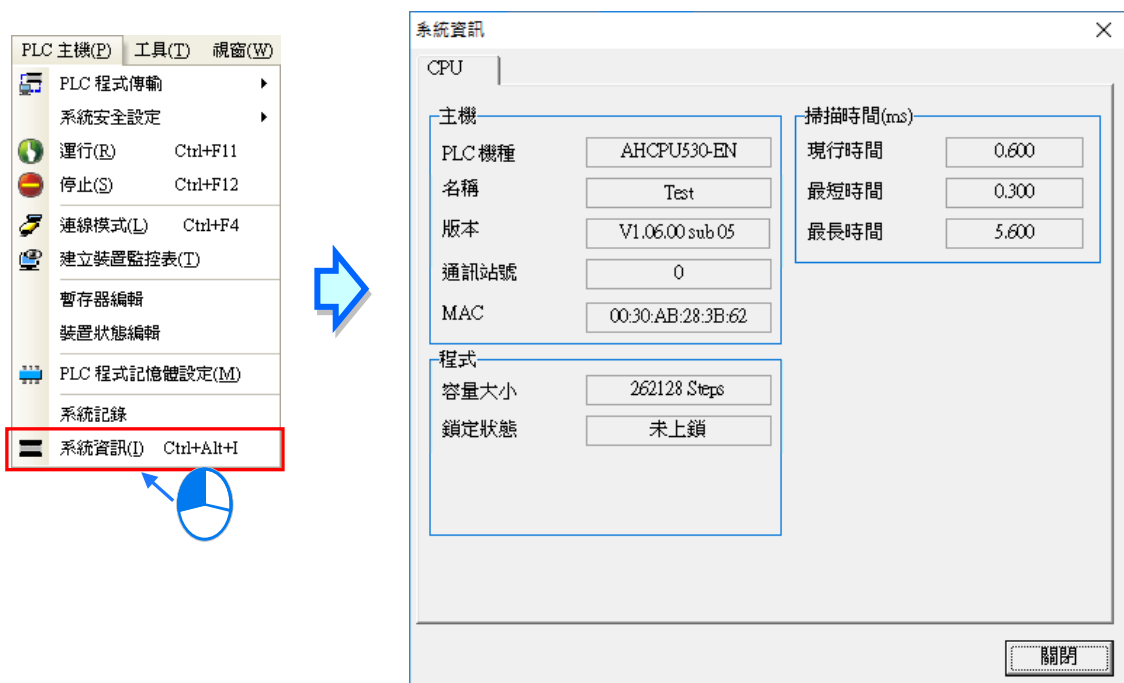 PLC 主機(P) 工具(T) 視窗(W)
PLC 程式傳輸
系統安全設定
運行(R) Ctrl+F11
停止(S) Ctrl+F12
連線模式(L) Ctrl+F4
建立裝置監控表(T)
暫存器編輯
裝置狀態編輯
PLC 程式記憶體設定(M)
系統記錄
系統資訊(I) Ctrl+Alt+I
系統資訊
CPU
主機
PLC 機種 AHCPU530-EN
名稱 Test
版本 V1.06.00 sub 05
通訊站號 0
MAC 00:30:AB:28:3B:62
程式
容量大小 262128 Steps
鎖定狀態 未上鎖
掃描時間(ms)
現行時間 0.600
最短時間 0.300
最長時間 5.600
關閉